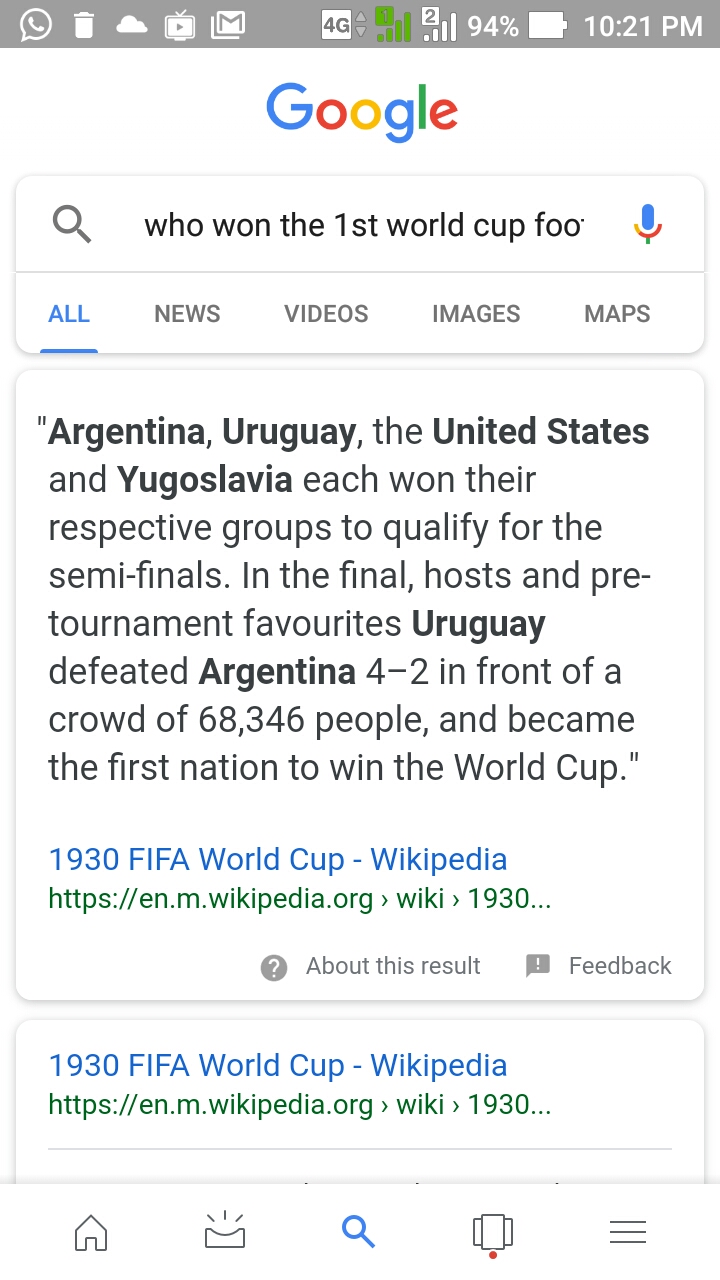 4G 1 2 94% 10:21 PM
Google
who won the 1st world cup foo
ALL NEWS VIDEOS IMAGES MAPS
"Argentina, Uruguay, the United States
and Yugoslavia each won their
respective groups to qualify for the
semi-finals. In the final, hosts and pre-
tournament favourites Uruguay
defeated Argentina 4–2 in front of a
crowd of 68,346 people, and became
the first nation to win the World Cup."
1930 FIFA World Cup - Wikipedia
https://en.m.wikipedia.org › wiki › 1930...
About this result Feedback
1930 FIFA World Cup - Wikipedia
https://en.m.wikipedia.org › wiki › 1930...